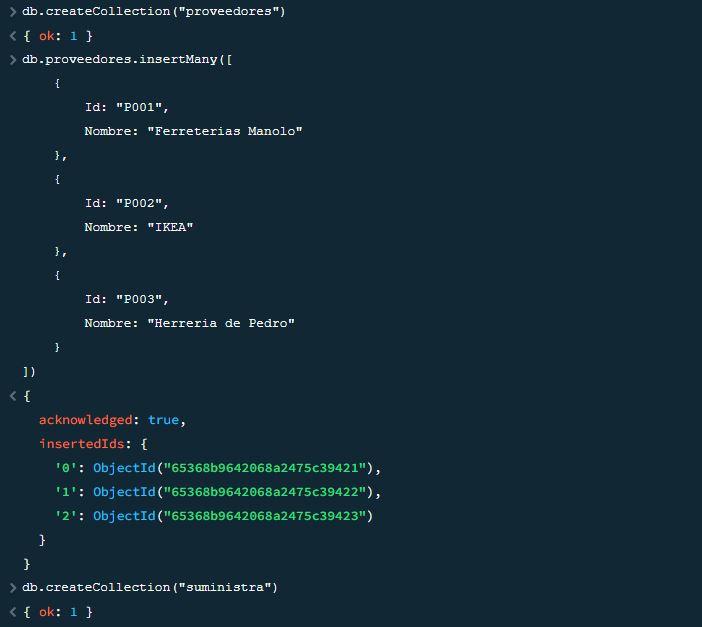 > db.createCollection("proveedores")
< { ok: 1 }
> db.proveedores.insertMany([
{
Id: "P001",
Nombre: "Ferreterias Manolo"
},
{
Id: "P002",
Nombre: "IKEA"
},
{
Id: "P003",
Nombre: "Herreria de Pedro"
}
])
< {
acknowledged: true,
insertedIds: {
'0': ObjectId("65368b9642068a2475c39421"),
'1': ObjectId("65368b9642068a2475c39422"),
'2': ObjectId("65368b9642068a2475c39423")
}
}
> db.createCollection("suministra")
< { ok: 1 }